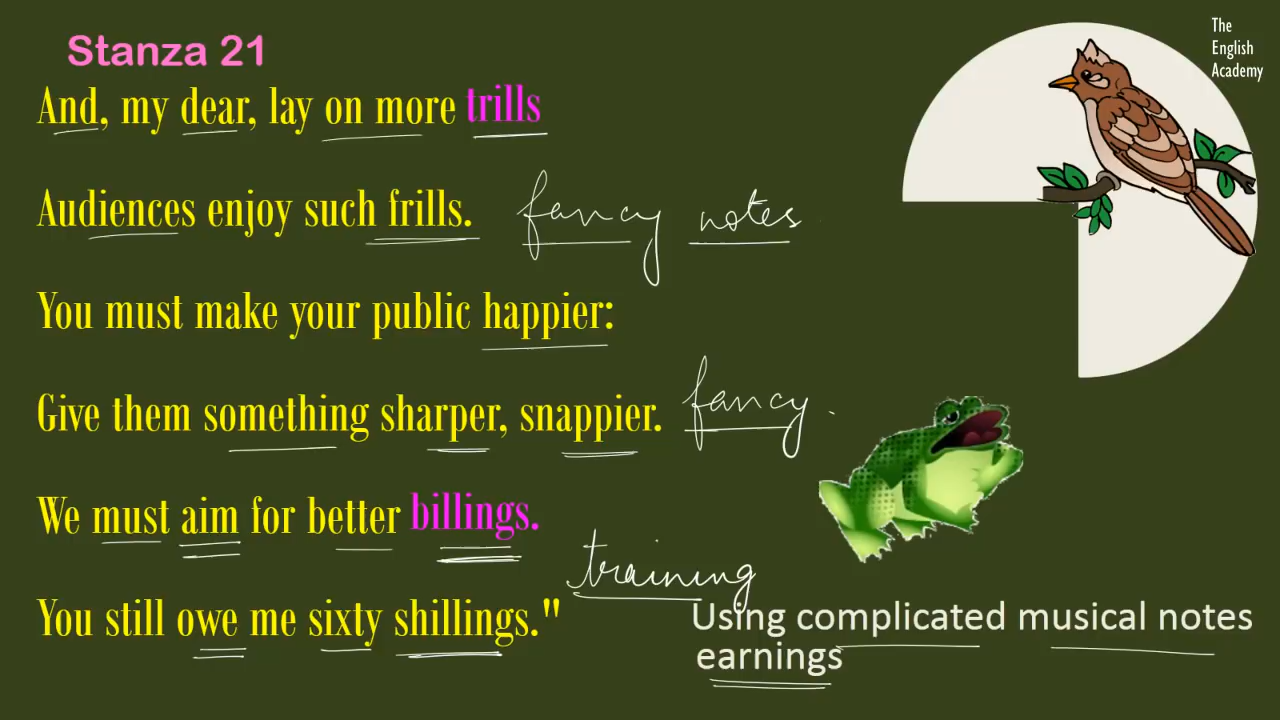 The
English
Academy
Stanza 21
And, my dear, lay on more trills
Audiences enjoy such frills.
fancy notes
You must make your public happier:
Give them something sharper, snappier.
fancy.
We must aim for better billings.
training
You still owe me sixty shillings."
Using complicated musical notes
earnings